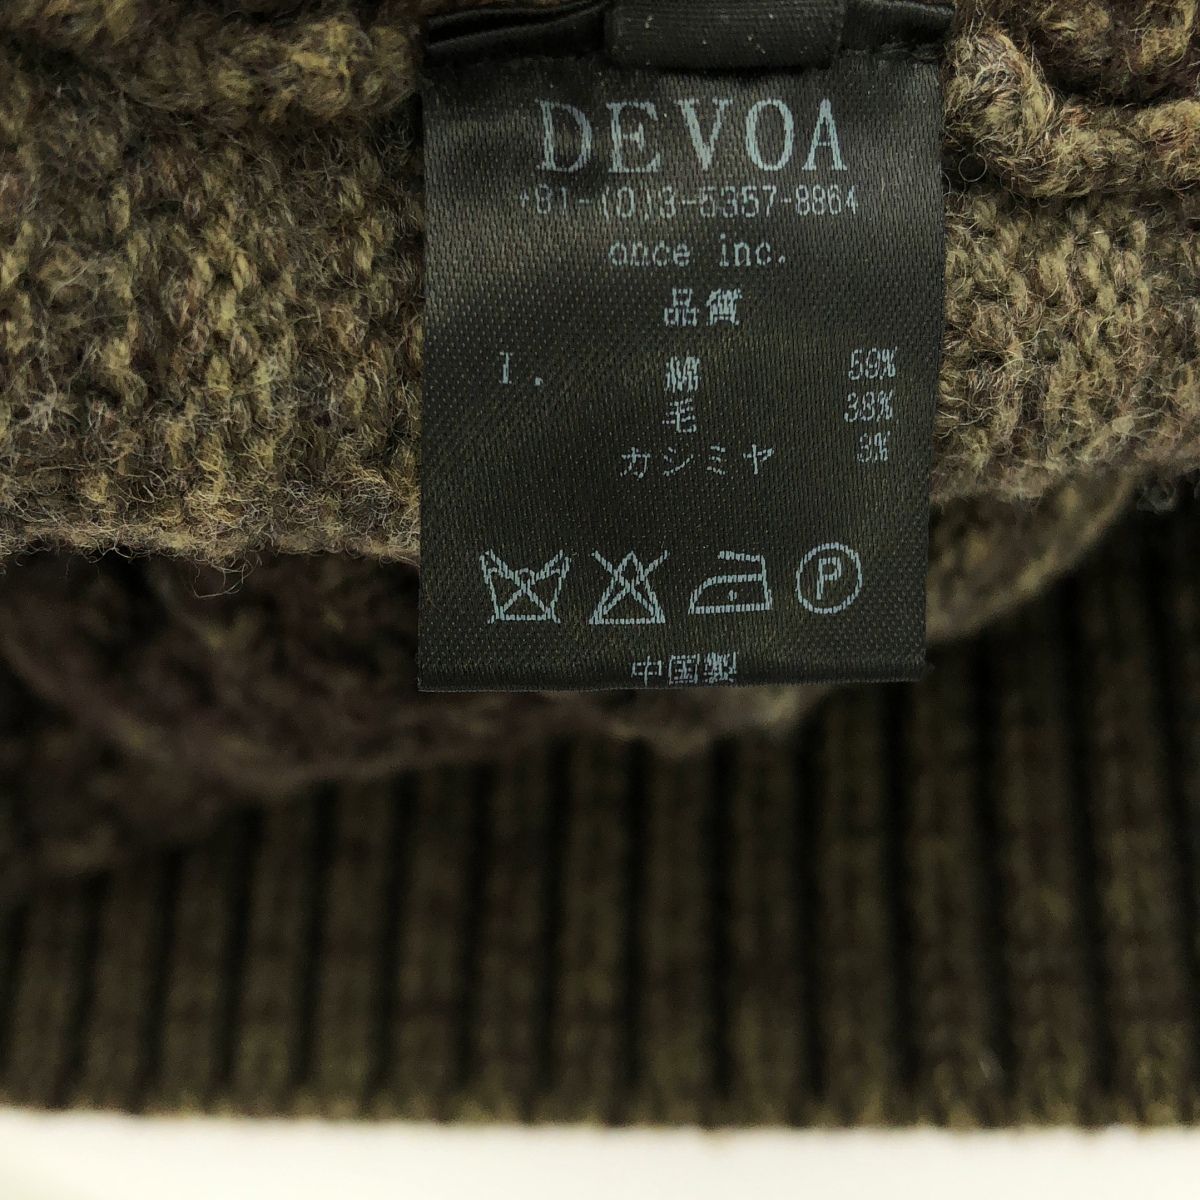 DEVOA
+81-(0)3-5357-8864
once inc.
品質
1. 綿 59%
毛 38%
カシミヤ 3%
P
中国製